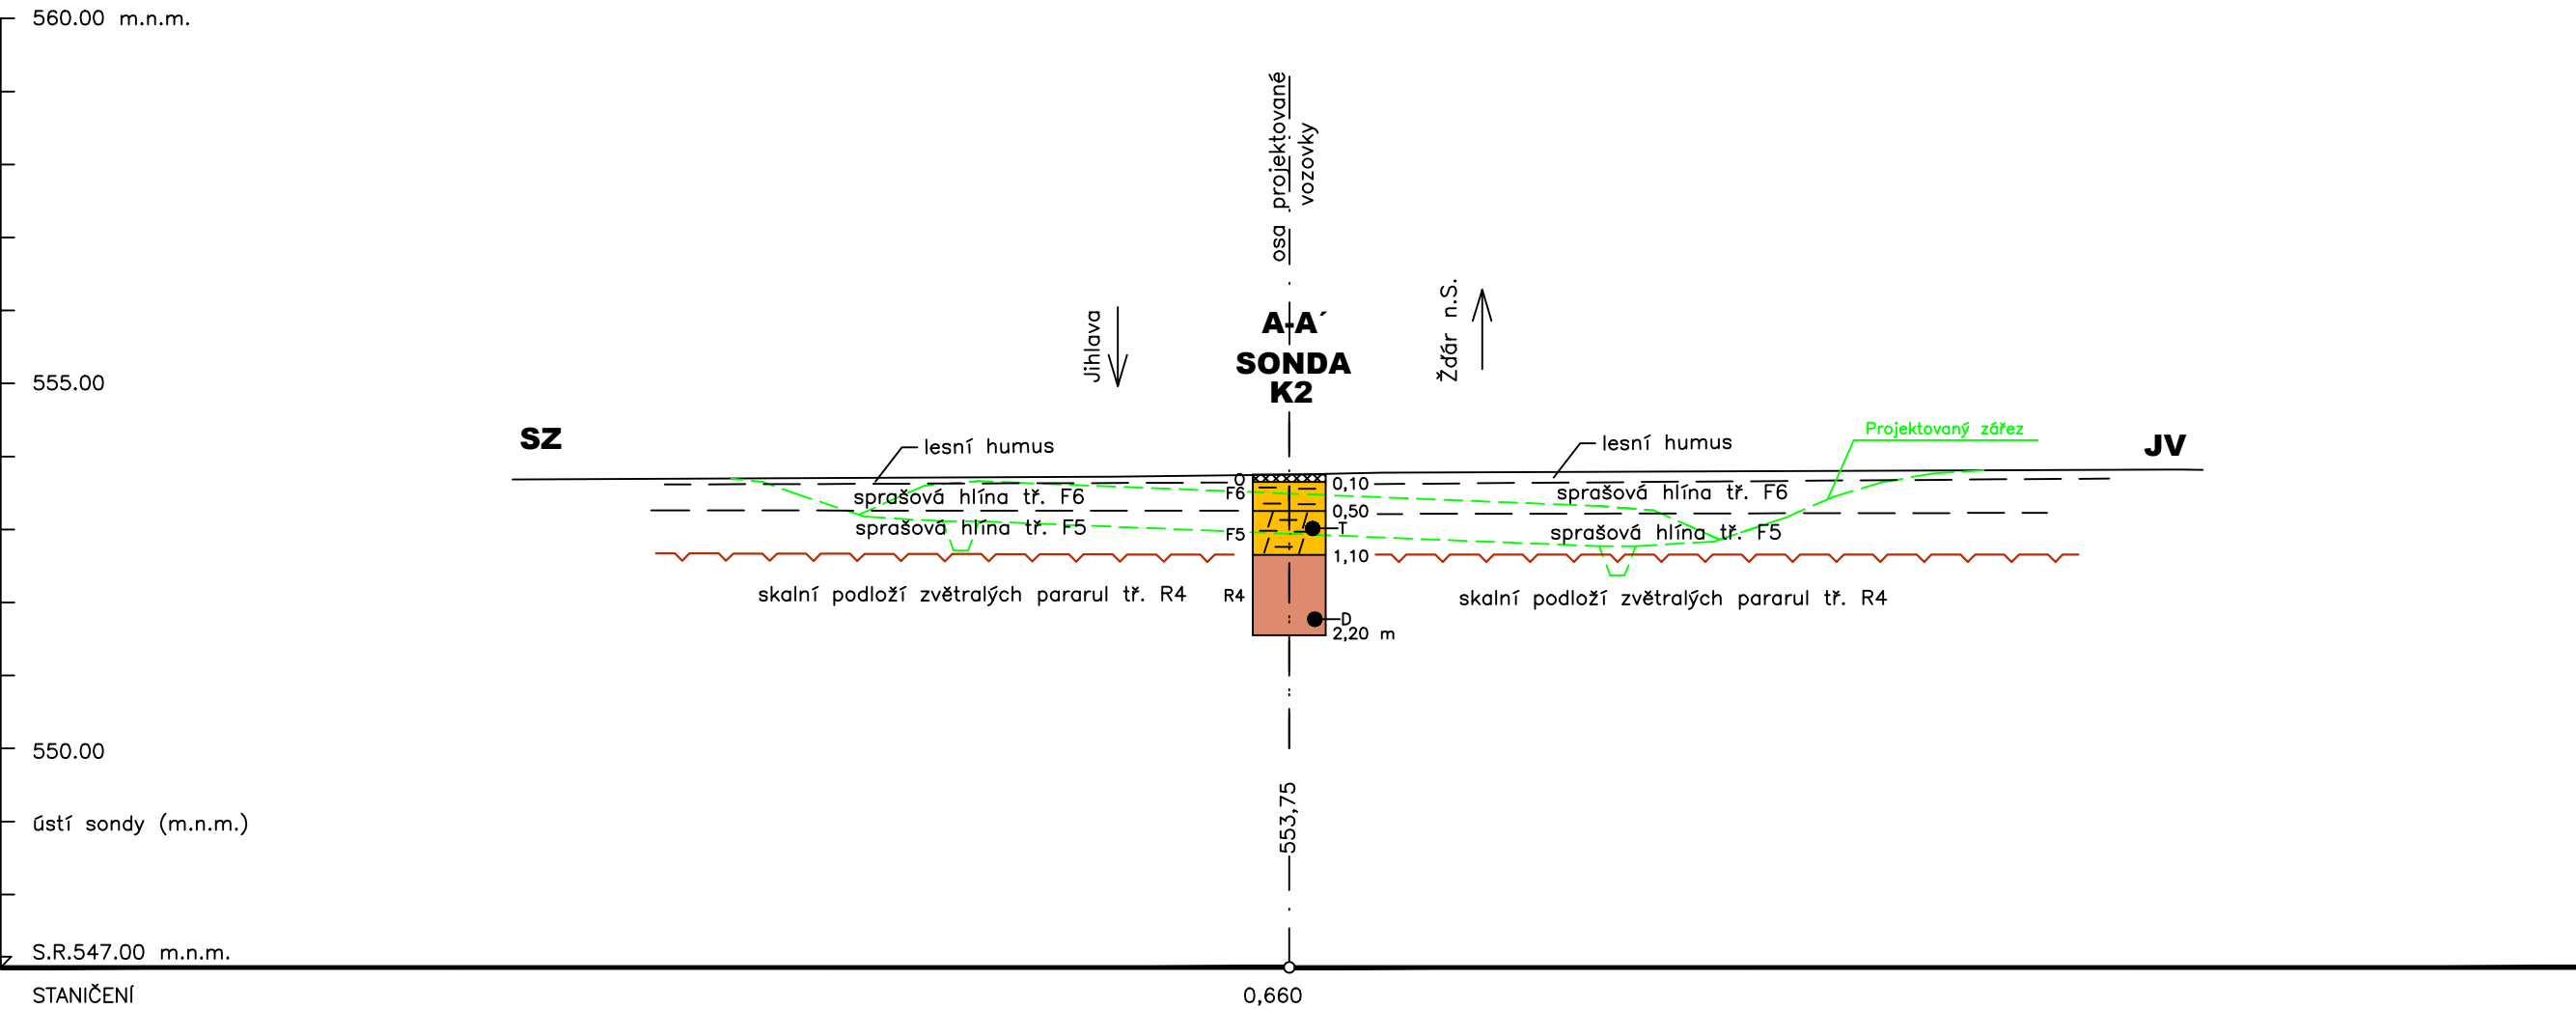 560.00 m.n.m.
osa projektované
vozovky
Jihlava
Žďár n.S.
A-A´
SONDA
K2
555.00
SZ
JV
lesní humus
lesní humus
Projektovaný zářez
0
0,10
sprašová hlína tř. F6
F6
sprašová hlína tř. F6
0,50
sprašová hlína tř. F5
F5
T
sprašová hlína tř. F5
1,10
skalní podloží zvětralých pararul tř. R4
R4
skalní podloží zvětralých pararul tř. R4
D
2,20 m
550.00
553,75
ústí sondy (m.n.m.)
S.R.547.00 m.n.m.
STANIČENÍ
0,660